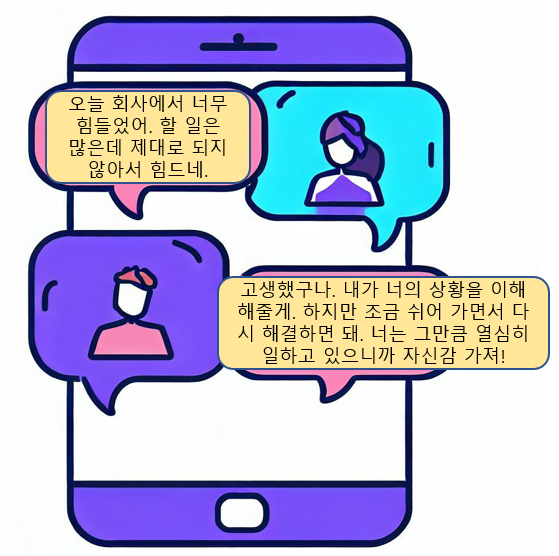 오늘 회사에서 너무
힘들었어. 할 일은
많은데 제대로 되지
않아서 힘드네.
고생했구나. 내가 너의 상황을 이해
해줄게. 하지만 조금 쉬어 가면서 다
시 해결하면 돼. 너는 그만큼 열심히
일하고 있으니까 자신감 가져!